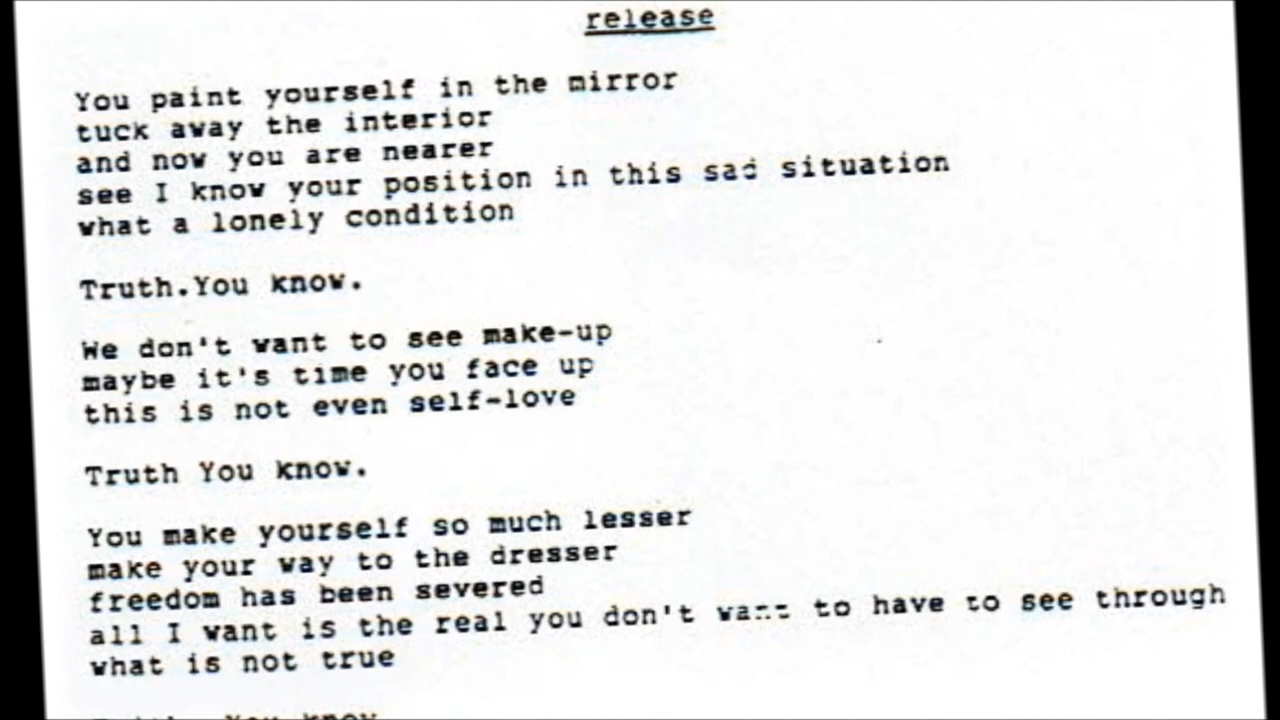 release
You paint yourself in the mirror
tuck away the interior
and now you are nearer
see I know your position in this sad situation
what a lonely condition
Truth.You know.
We don't want to see make-up
maybe it's time you face up
this is not even self-love
Truth You know.
You make yourself so much lesser
make your way to the dresser
freedom has been severed
all I want is the real you don't want to have to see through
what is not true
You know